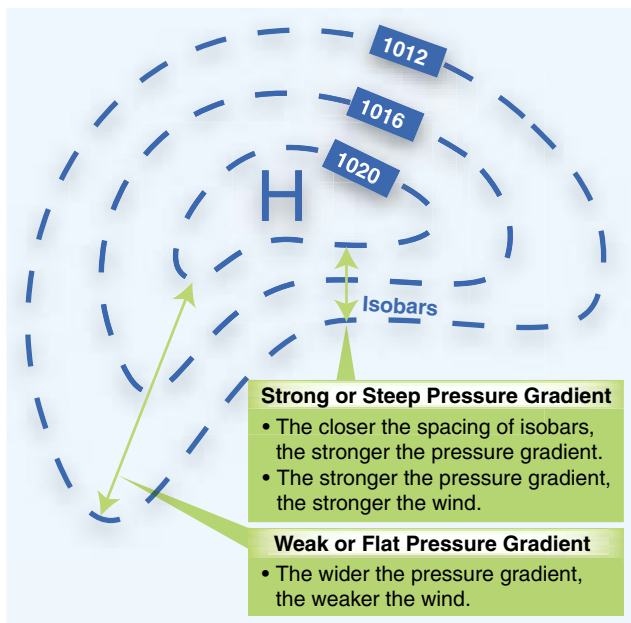 1012
1016
1020
H
Isobars
Strong or Steep Pressure Gradient
• The closer the spacing of isobars,
the stronger the pressure gradient.
• The stronger the pressure gradient,
the stronger the wind.
Weak or Flat Pressure Gradient
• The wider the pressure gradient,
the weaker the wind.